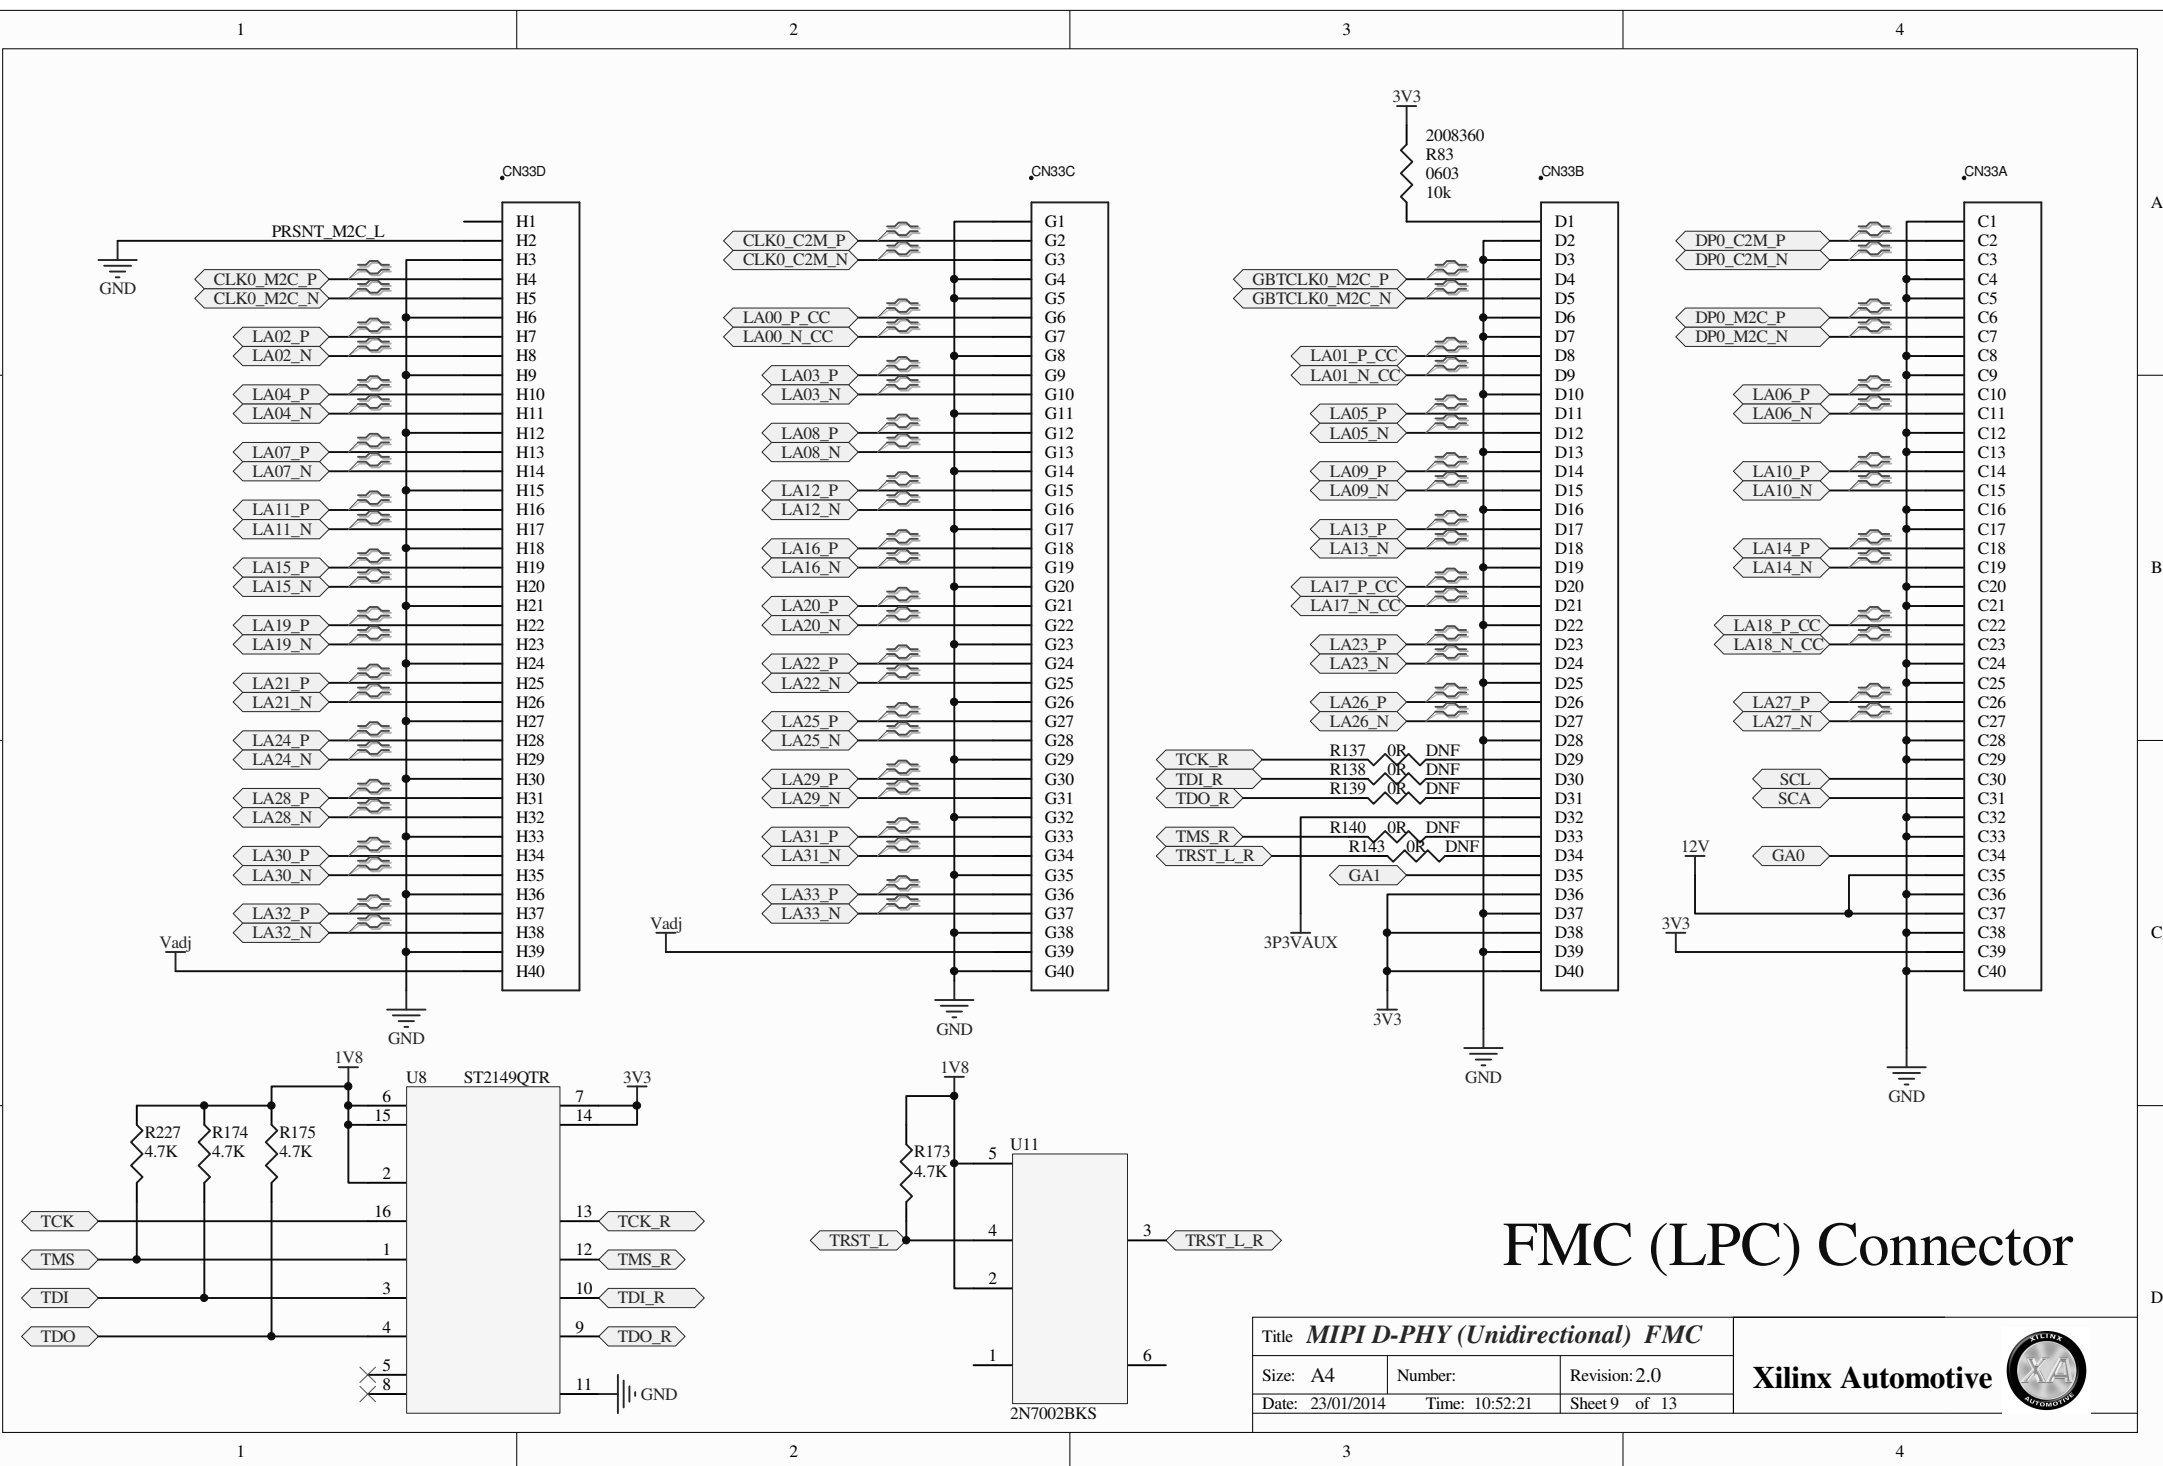 1 2 3 4
A
B
C
D
CN33D
PRSNT_M2C_L
GND
CLK0_M2C_P
CLK0_M2C_N
LA02_P
LA02_N
LA04_P
LA04_N
LA07_P
LA07_N
LA11_P
LA11_N
LA15_P
LA15_N
LA19_P
LA19_N
LA21_P
LA21_N
LA24_P
LA24_N
LA28_P
LA28_N
LA30_P
LA30_N
LA32_P
LA32_N
Vadj
GND
H1
H2
H3
H4
H5
H6
H7
H8
H9
H10
H11
H12
H13
H14
H15
H16
H17
H18
H19
H20
H21
H22
H23
H24
H25
H26
H27
H28
H29
H30
H31
H32
H33
H34
H35
H36
H37
H38
H39
H40
CN33C
CLK0_C2M_P
CLK0_C2M_N
LA00_P_CC
LA00_N_CC
LA03_P
LA03_N
LA08_P
LA08_N
LA12_P
LA12_N
LA16_P
LA16_N
LA20_P
LA20_N
LA22_P
LA22_N
LA25_P
LA25_N
LA29_P
LA29_N
LA31_P
LA31_N
LA33_P
LA33_N
Vadj
GND
G1
G2
G3
G4
G5
G6
G7
G8
G9
G10
G11
G12
G13
G14
G15
G16
G17
G18
G19
G20
G21
G22
G23
G24
G25
G26
G27
G28
G29
G30
G31
G32
G33
G34
G35
G36
G37
G38
G39
G40
3V3
2008360
R83
0603
10k
CN33B
GBTCLK0_M2C_P
GBTCLK0_M2C_N
LA01_P_CC
LA01_N_CC
LA05_P
LA05_N
LA09_P
LA09_N
LA13_P
LA13_N
LA17_P_CC
LA17_N_CC
LA23_P
LA23_N
LA26_P
LA26_N
TCK_R R137 0R DNF
TDI_R R138 0R DNF
TDO_R R139 0R DNF
TMS_R R140 0R DNF
TRST_L_R R143 0R DNF
GA1
3P3VAUX
3V3
GND
D1
D2
D3
D4
D5
D6
D7
D8
D9
D10
D11
D12
D13
D14
D15
D16
D17
D18
D19
D20
D21
D22
D23
D24
D25
D26
D27
D28
D29
D30
D31
D32
D33
D34
D35
D36
D37
D38
D39
D40
CN33A
DP0_C2M_P
DP0_C2M_N
DP0_M2C_P
DP0_M2C_N
LA06_P
LA06_N
LA10_P
LA10_N
LA14_P
LA14_N
LA18_P_CC
LA18_N_CC
LA27_P
LA27_N
SCL
SCA
12V
GA0
3V3
GND
C1
C2
C3
C4
C5
C6
C7
C8
C9
C10
C11
C12
C13
C14
C15
C16
C17
C18
C19
C20
C21
C22
C23
C24
C25
C26
C27
C28
C29
C30
C31
C32
C33
C34
C35
C36
C37
C38
C39
C40
1V8
U8 ST2149QTR
3V3
R227
4.7K
R174
4.7K
R175
4.7K
6 7
15 14
2
TCK 16 13 TCK_R
TMS 1 12 TMS_R
TDI 3 10 TDI_R
TDO 4 9 TDO_R
5
8 11 GND
1V8
R173
4.7K
U11
5
TRST_L 4 3 TRST_L_R
2
1 6
2N7002BKS
FMC (LPC) Connector
Title MIPI D-PHY (Unidirectional) FMC
Size: A4 Number: Revision: 2.0
Date: 23/01/2014 Time: 10:52:21 Sheet 9 of 13
Xilinx Automotive
XILINX
XA
AUTOMOTIVE
1 2 3 4